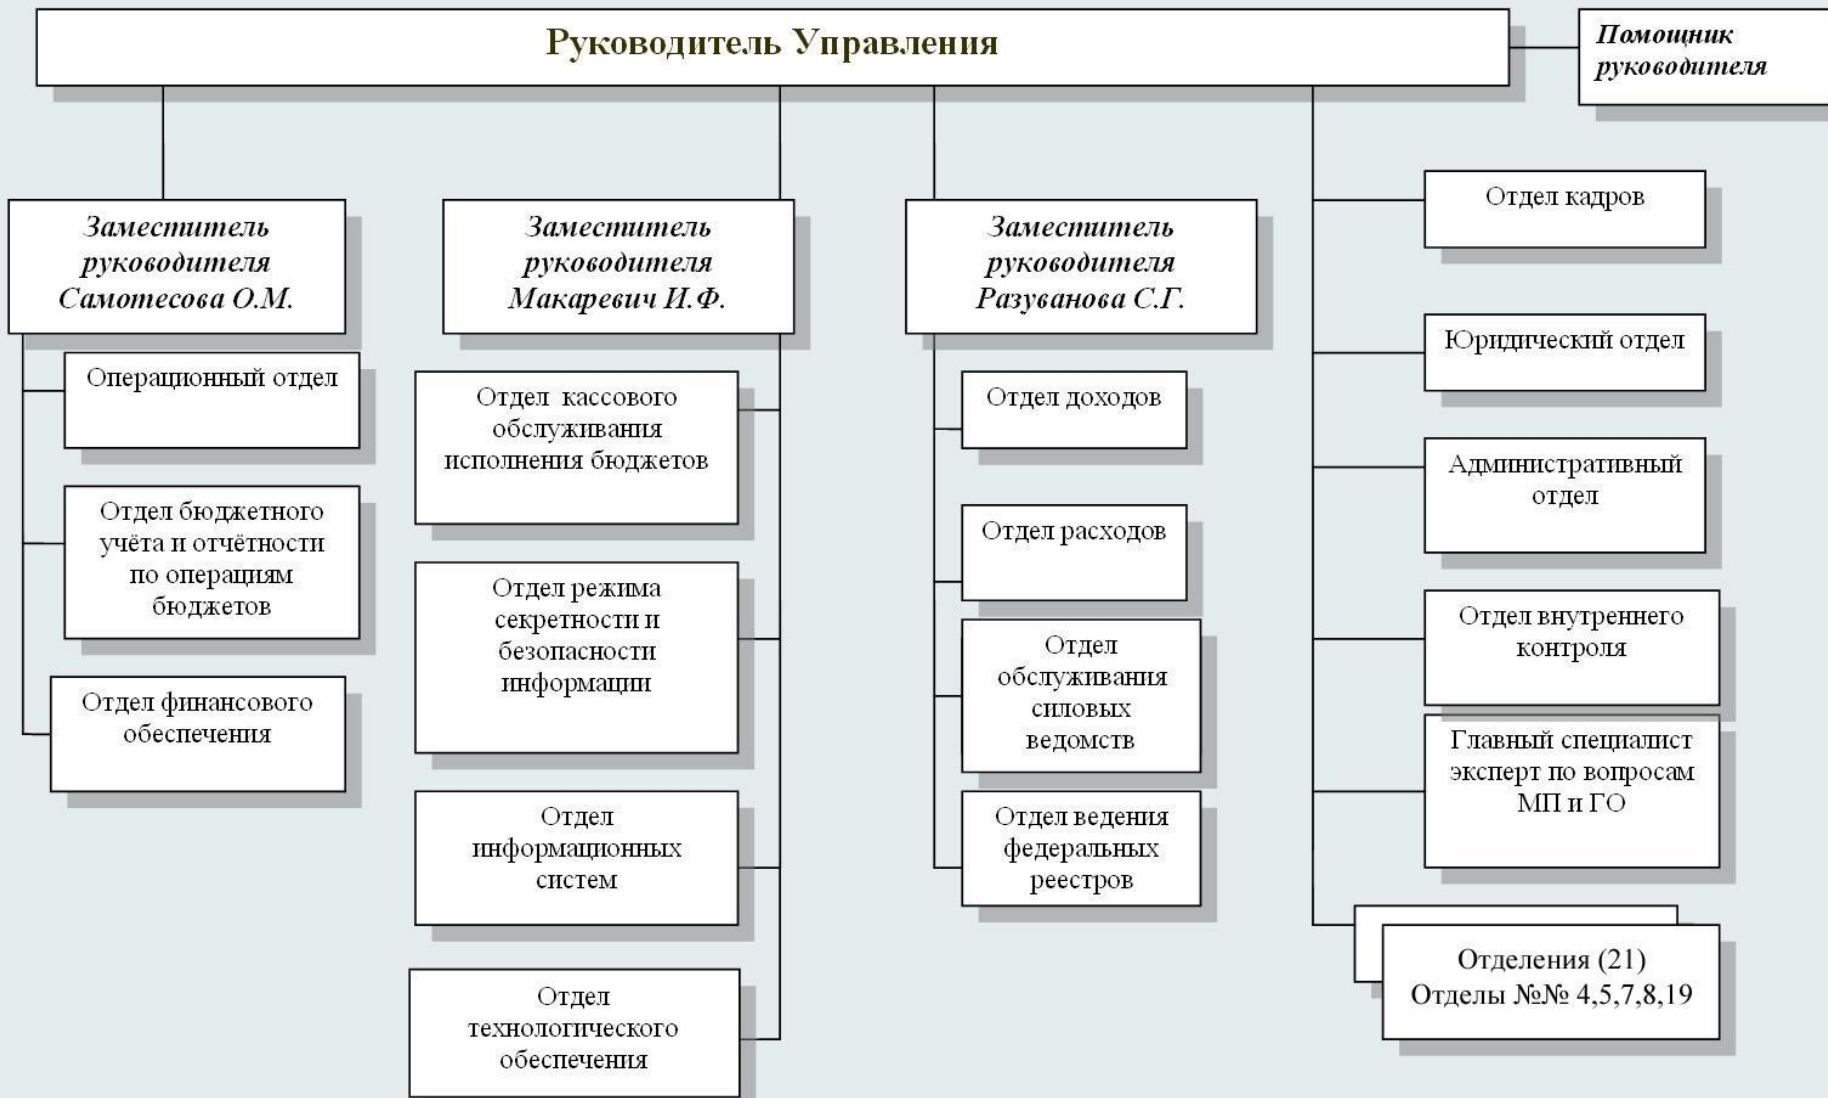 Руководитель Управления
Помощник
руководителя
Заместитель
руководителя
Самотесова О.М.
Операционный отдел
Отдел бюджетного
учёта и отчётности
по операциям
бюджетов
Отдел финансового
обеспечения
Заместитель
руководителя
Макаревич И.Ф.
Отдел кассового
обслуживания
исполнения бюджетов
Отдел режима
секретности и
безопасности
информации
Отдел
информационных
систем
Отдел
технологического
обеспечения
Заместитель
руководителя
Разуванова С.Г.
Отдел доходов
Отдел расходов
Отдел
обслуживания
силовых
ведомств
Отдел ведения
федеральных
реестров
Отдел кадров
Юридический отдел
Административный
отдел
Отдел внутреннего
контроля
Главный специалист
эксперт по вопросам
МП и ГО
Отделения (21)
Отделы №№ 4,5,7,8,19